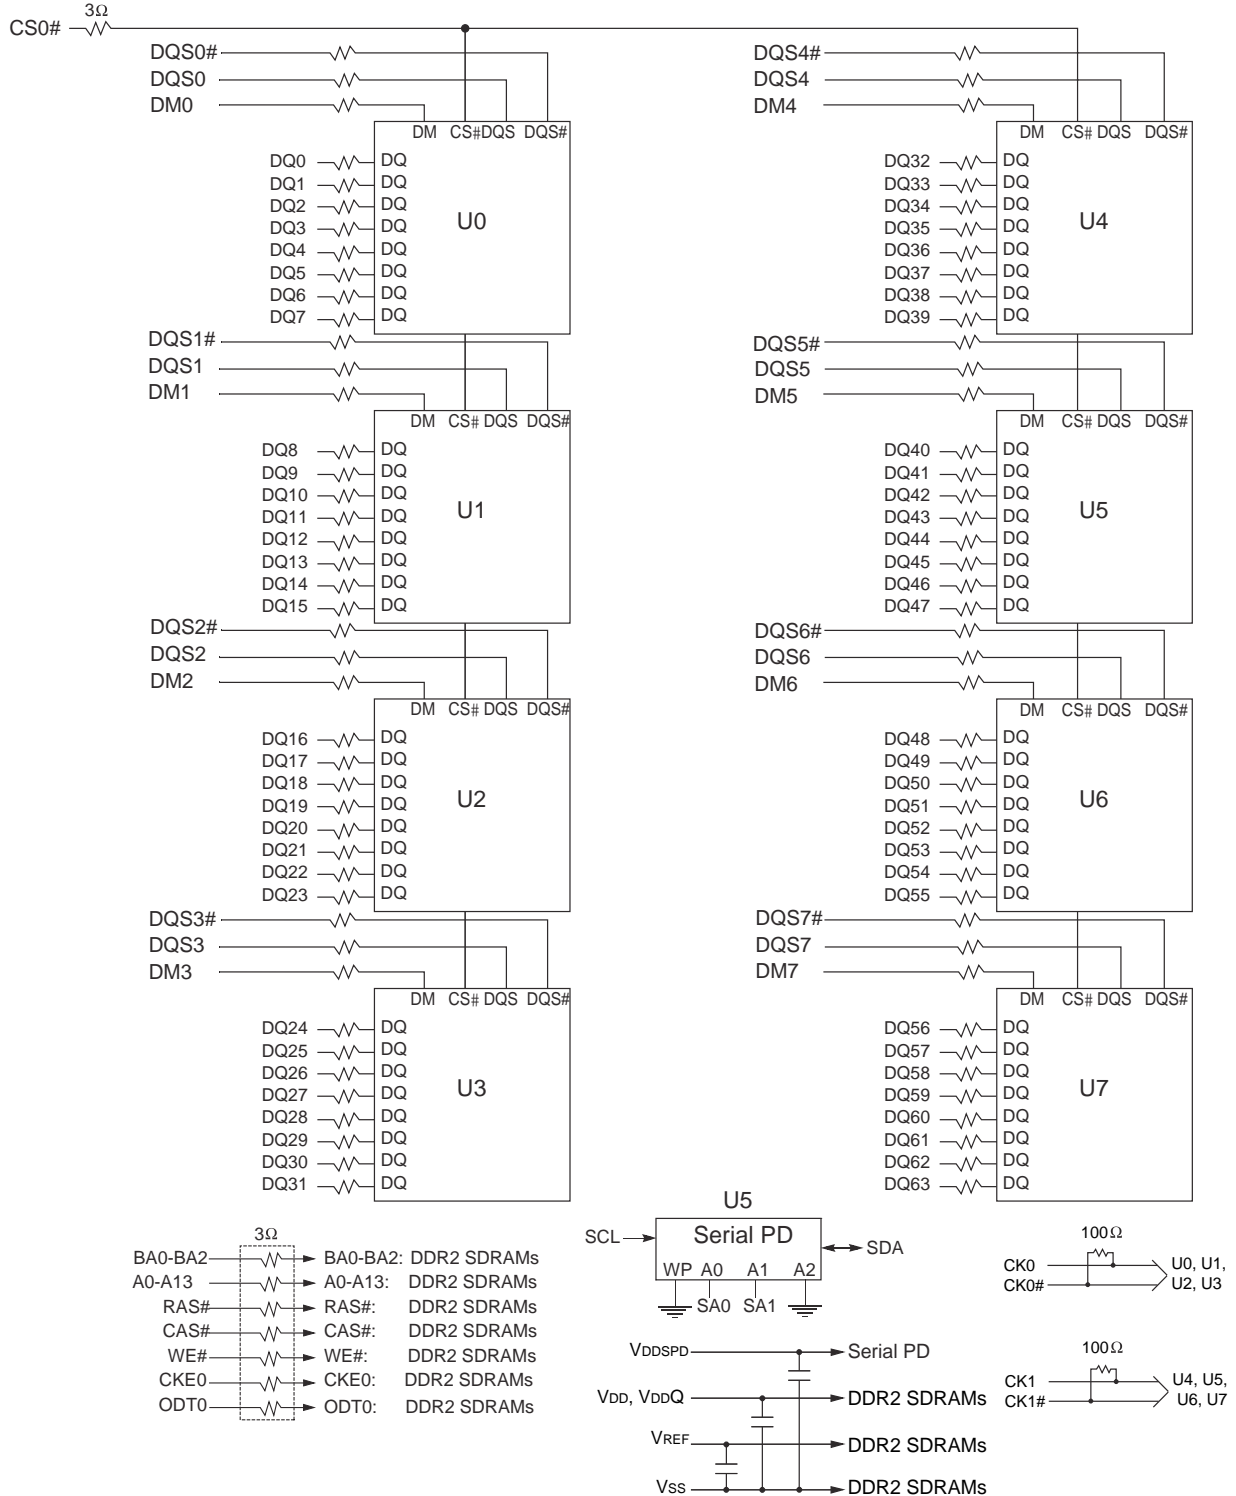 3Ω
CS0#
DQS0#
DQS0
DM0
DM CS# DQS DQS#
DQ0 DQ
DQ1 DQ
DQ2 DQ
DQ3 DQ
DQ4 DQ
DQ5 DQ
DQ6 DQ
DQ7 DQ
U0
DQS1#
DQS1
DM1
DM CS# DQS DQS#
DQ8 DQ
DQ9 DQ
DQ10 DQ
DQ11 DQ
DQ12 DQ
DQ13 DQ
DQ14 DQ
DQ15 DQ
U1
DQS2#
DQS2
DM2
DM CS# DQS DQS#
DQ16 DQ
DQ17 DQ
DQ18 DQ
DQ19 DQ
DQ20 DQ
DQ21 DQ
DQ22 DQ
DQ23 DQ
U2
DQS3#
DQS3
DM3
DM CS# DQS DQS#
DQ24 DQ
DQ25 DQ
DQ26 DQ
DQ27 DQ
DQ28 DQ
DQ29 DQ
DQ30 DQ
DQ31 DQ
U3
DQS4#
DQS4
DM4
DM CS# DQS DQS#
DQ32 DQ
DQ33 DQ
DQ34 DQ
DQ35 DQ
DQ36 DQ
DQ37 DQ
DQ38 DQ
DQ39 DQ
U4
DQS5#
DQS5
DM5
DM CS# DQS DQS#
DQ40 DQ
DQ41 DQ
DQ42 DQ
DQ43 DQ
DQ44 DQ
DQ45 DQ
DQ46 DQ
DQ47 DQ
U5
DQS6#
DQS6
DM6
DM CS# DQS DQS#
DQ48 DQ
DQ49 DQ
DQ50 DQ
DQ51 DQ
DQ52 DQ
DQ53 DQ
DQ54 DQ
DQ55 DQ
U6
DQS7#
DQS7
DM7
DM CS# DQS DQS#
DQ56 DQ
DQ57 DQ
DQ58 DQ
DQ59 DQ
DQ60 DQ
DQ61 DQ
DQ62 DQ
DQ63 DQ
U7
3Ω
BA0-BA2 BA0-BA2: DDR2 SDRAMs
A0-A13 A0-A13: DDR2 SDRAMs
RAS# RAS#: DDR2 SDRAMs
CAS# CAS#: DDR2 SDRAMs
WE# WE#: DDR2 SDRAMs
CKE0 CKE0: DDR2 SDRAMs
ODT0 ODT0: DDR2 SDRAMs
U5
SCL Serial PD SDA
WP A0 A1 A2
SA0 SA1
VDDSPD Serial PD
VDD, VDDQ DDR2 SDRAMs
VREF DDR2 SDRAMs
VSS DDR2 SDRAMs
100Ω
CK0 U0, U1,
CK0# U2, U3
100Ω
CK1 U4, U5,
CK1# U6, U7